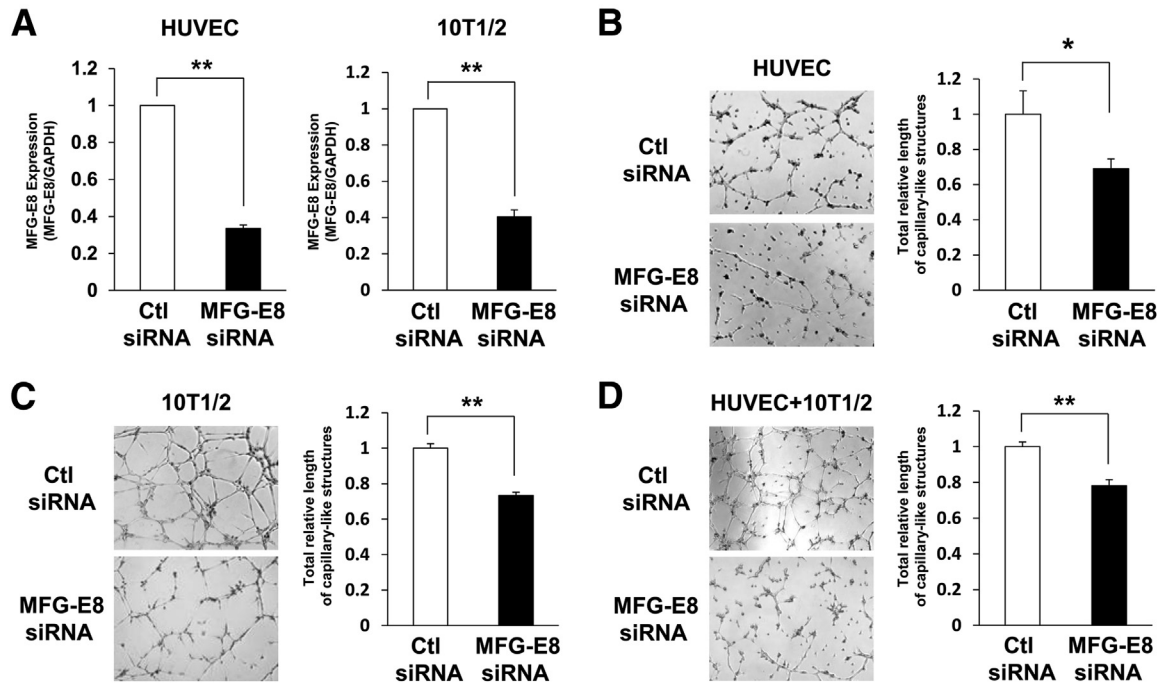 A
HUVEC
MFG-E8 Expression
(MFG-E8/GAPDH)
1.2
1
0.8
0.6
0.4
0.2
0
**
Ctl
siRNA
MFG-E8
siRNA
10T1/2
MFG-E8 Expression
(MFG-E8/GAPDH)
1.2
1
0.8
0.6
0.4
0.2
0
**
Ctl
siRNA
MFG-E8
siRNA
B
HUVEC
Ctl
siRNA
MFG-E8
siRNA
Total relative length
of capillary-like structures
1.2
1
0.8
0.6
0.4
0.2
0
*
Ctl
siRNA
MFG-E8
siRNA
C
10T1/2
Ctl
siRNA
MFG-E8
siRNA
Total relative length
of capillary-like structures
1.2
1
0.8
0.6
0.4
0.2
0
**
Ctl
siRNA
MFG-E8
siRNA
D
HUVEC+10T1/2
Ctl
siRNA
MFG-E8
siRNA
Total relative length
of capillary-like structures
1.2
1
0.8
0.6
0.4
0.2
0
**
Ctl
siRNA
MFG-E8
siRNA